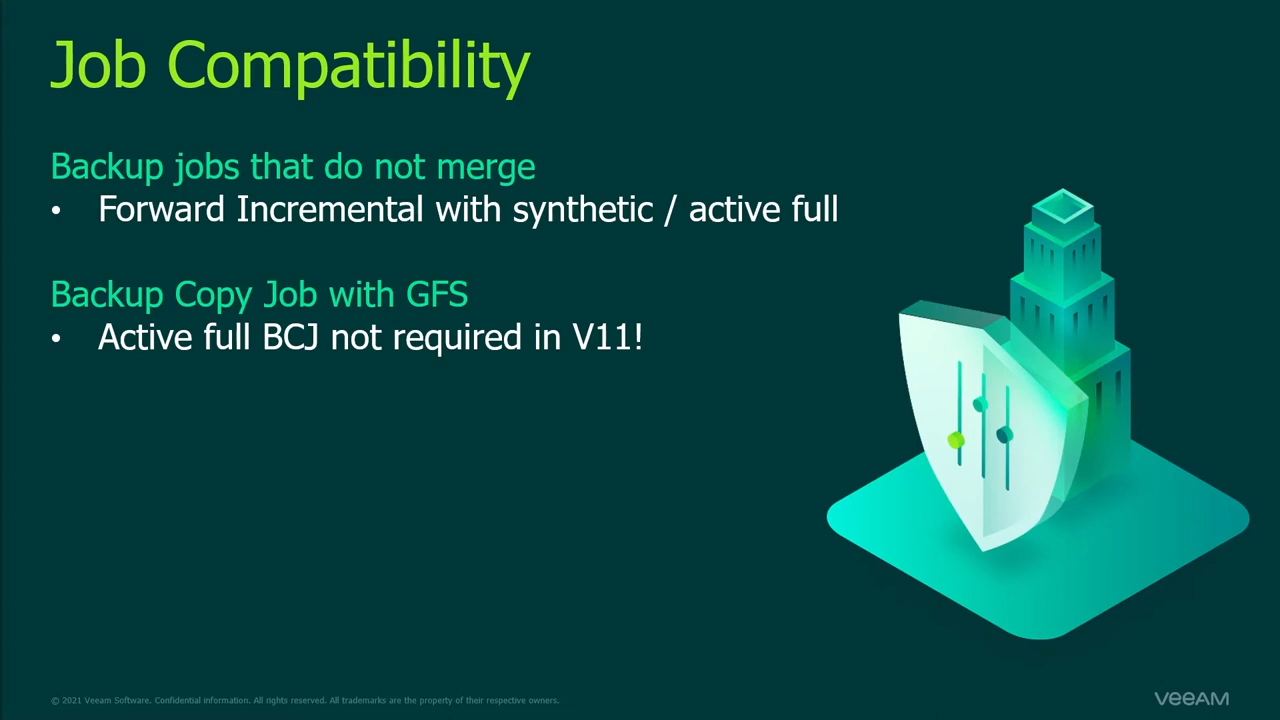 Job Compatibility
Backup jobs that do not merge
• Forward Incremental with synthetic / active full
Backup Copy Job with GFS
• Active full BCJ not required in V11!
© 2021 Veeam Software. Confidential information. All rights reserved. All trademarks are the property of their respective owners.
veeAM